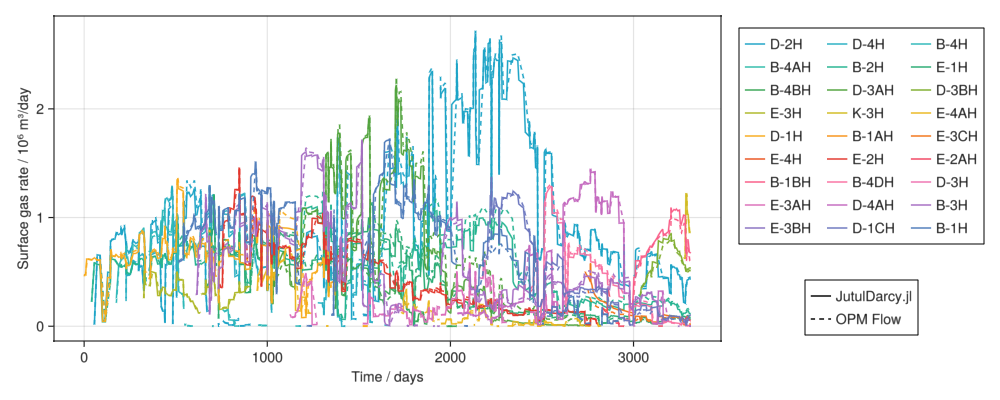 Surface gas rate / 10⁶ m³/day
2
1
0
0
1000
2000
3000
Time / days
D-2H D-4H B-4H
B-4AH B-2H E-1H
B-4BH D-3AH D-3BH
E-3H K-3H E-4AH
D-1H B-1AH E-3CH
E-4H E-2H E-2AH
B-1BH B-4DH D-3H
E-3AH D-4AH B-3H
E-3BH D-1CH B-1H
JutulDarcy.jl
OPM Flow